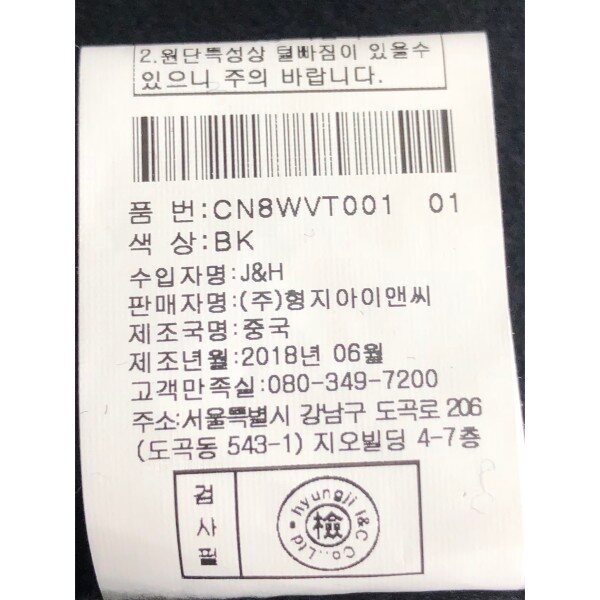 2.원단특성상 털빠짐이 있을수
있으니 주의 바랍니다.
품 번:CN8WVT001 01
색 상:BK
수입자명:J&H
판매자명:(주)형지아이앤씨
제조국명:중국
제조년월:2018년 06월
고객만족실:080-349-7200
주소:서울특별시 강남구 도곡로 206
(도곡동 543-1) 지오빌딩 4-7층
검사필
hyungji I&C Co.,Ltd
檢